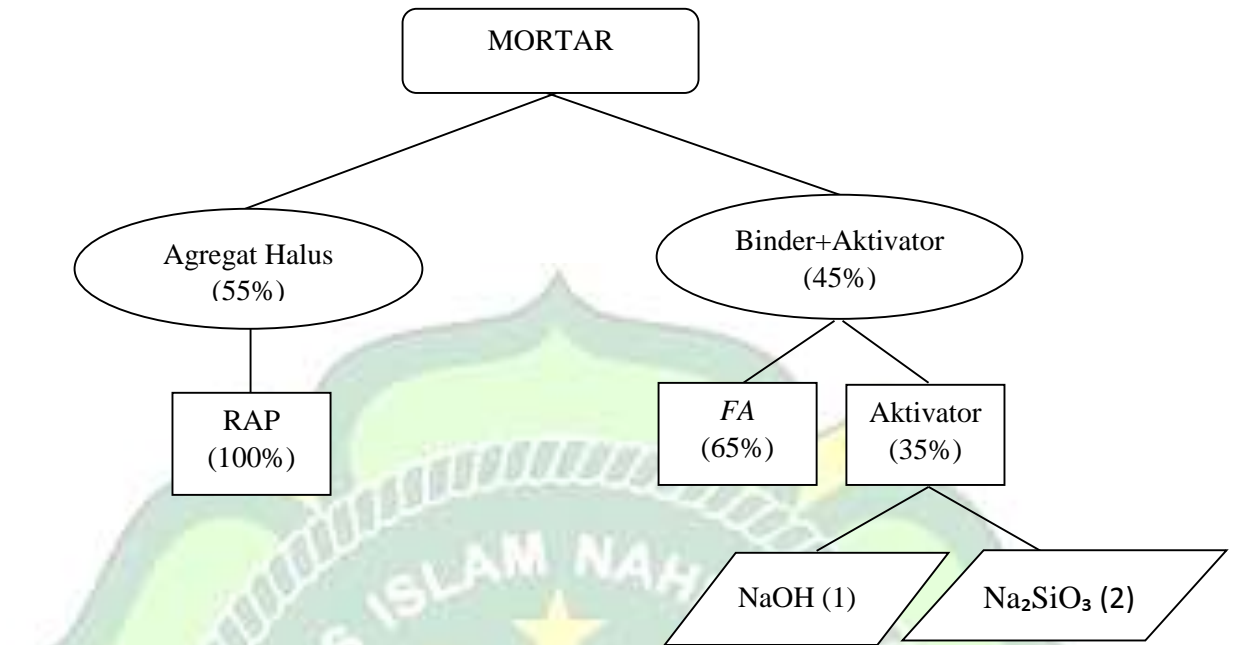 MORTAR
Agregat Halus
(55%)
Binder+Aktivator
(45%)
RAP
(100%)
FA
(65%)
Aktivator
(35%)
NaOH (1)
Na₂SiO₃ (2)
ISLAM NAH